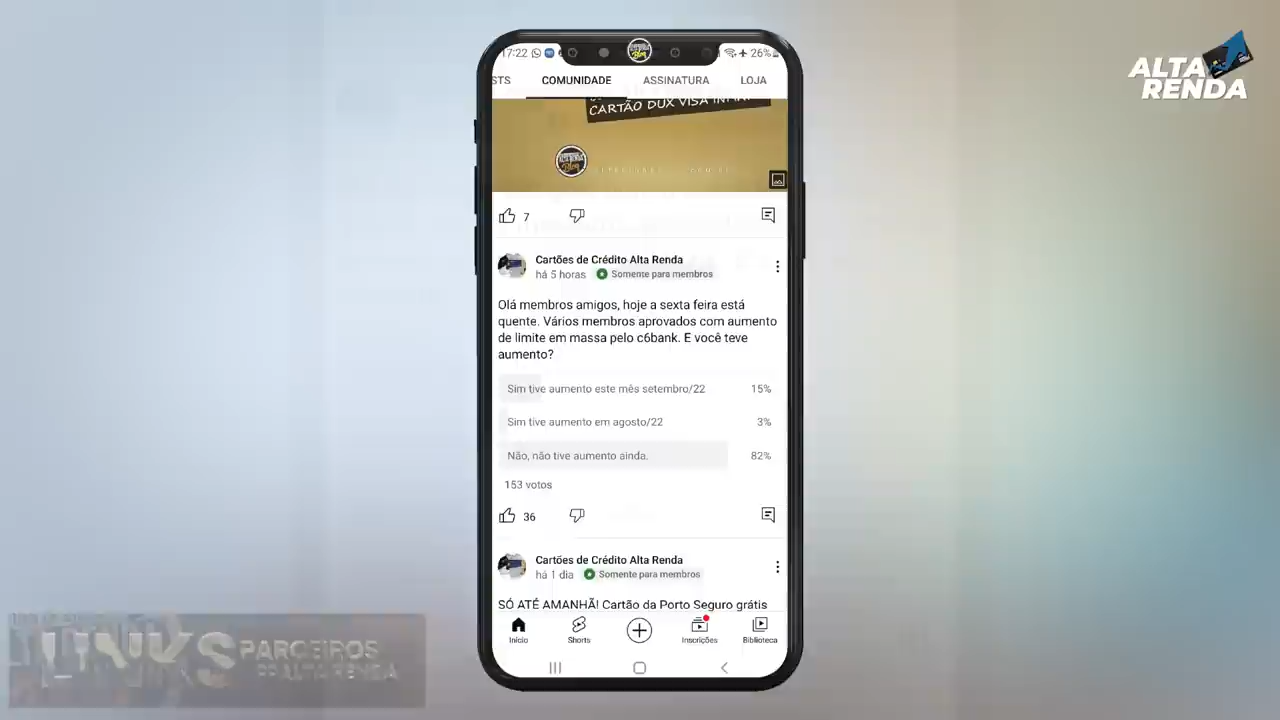 17:22
26%
STS COMUNIDADE ASSINATURA LOJA
CARTÃO DUX VISA INFIN
Blog
7
Cartões de Crédito Alta Renda
há 5 horas Somente para membros
Olá membros amigos, hoje a sexta feira está
quente. Vários membros aprovados com aumento
de limite em massa pelo c6bank. E você teve
aumento?
Sim tive aumento este mês setembro/22 15%
Sim tive aumento em agosto/22 3%
Não, não tive aumento ainda. 82%
153 votos
36
Cartões de Crédito Alta Renda
há 1 dia Somente para membros
SÓ ATÉ AMANHÃ! Cartão da Porto Seguro grátis
Início Shorts Inscrições Biblioteca
ALTA
RENDA
LINKS PARCEIROS
ALTA RENDA